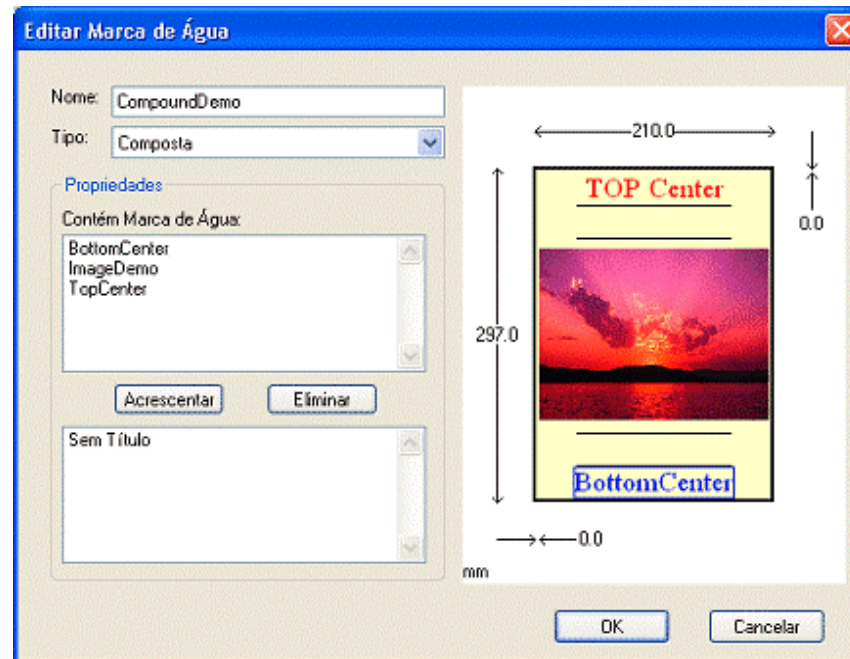 Editar Marca de Água
Nome:
CompoundDemo
Tipo:
Composta
Propriedades
Contém Marca de Água:
BottomCenter
ImageDemo
TopCenter
Acrescentar
Eliminar
Sem Título
210.0
0.0
TOP Center
297.0
BottomCenter
0.0
mm
OK
Cancelar